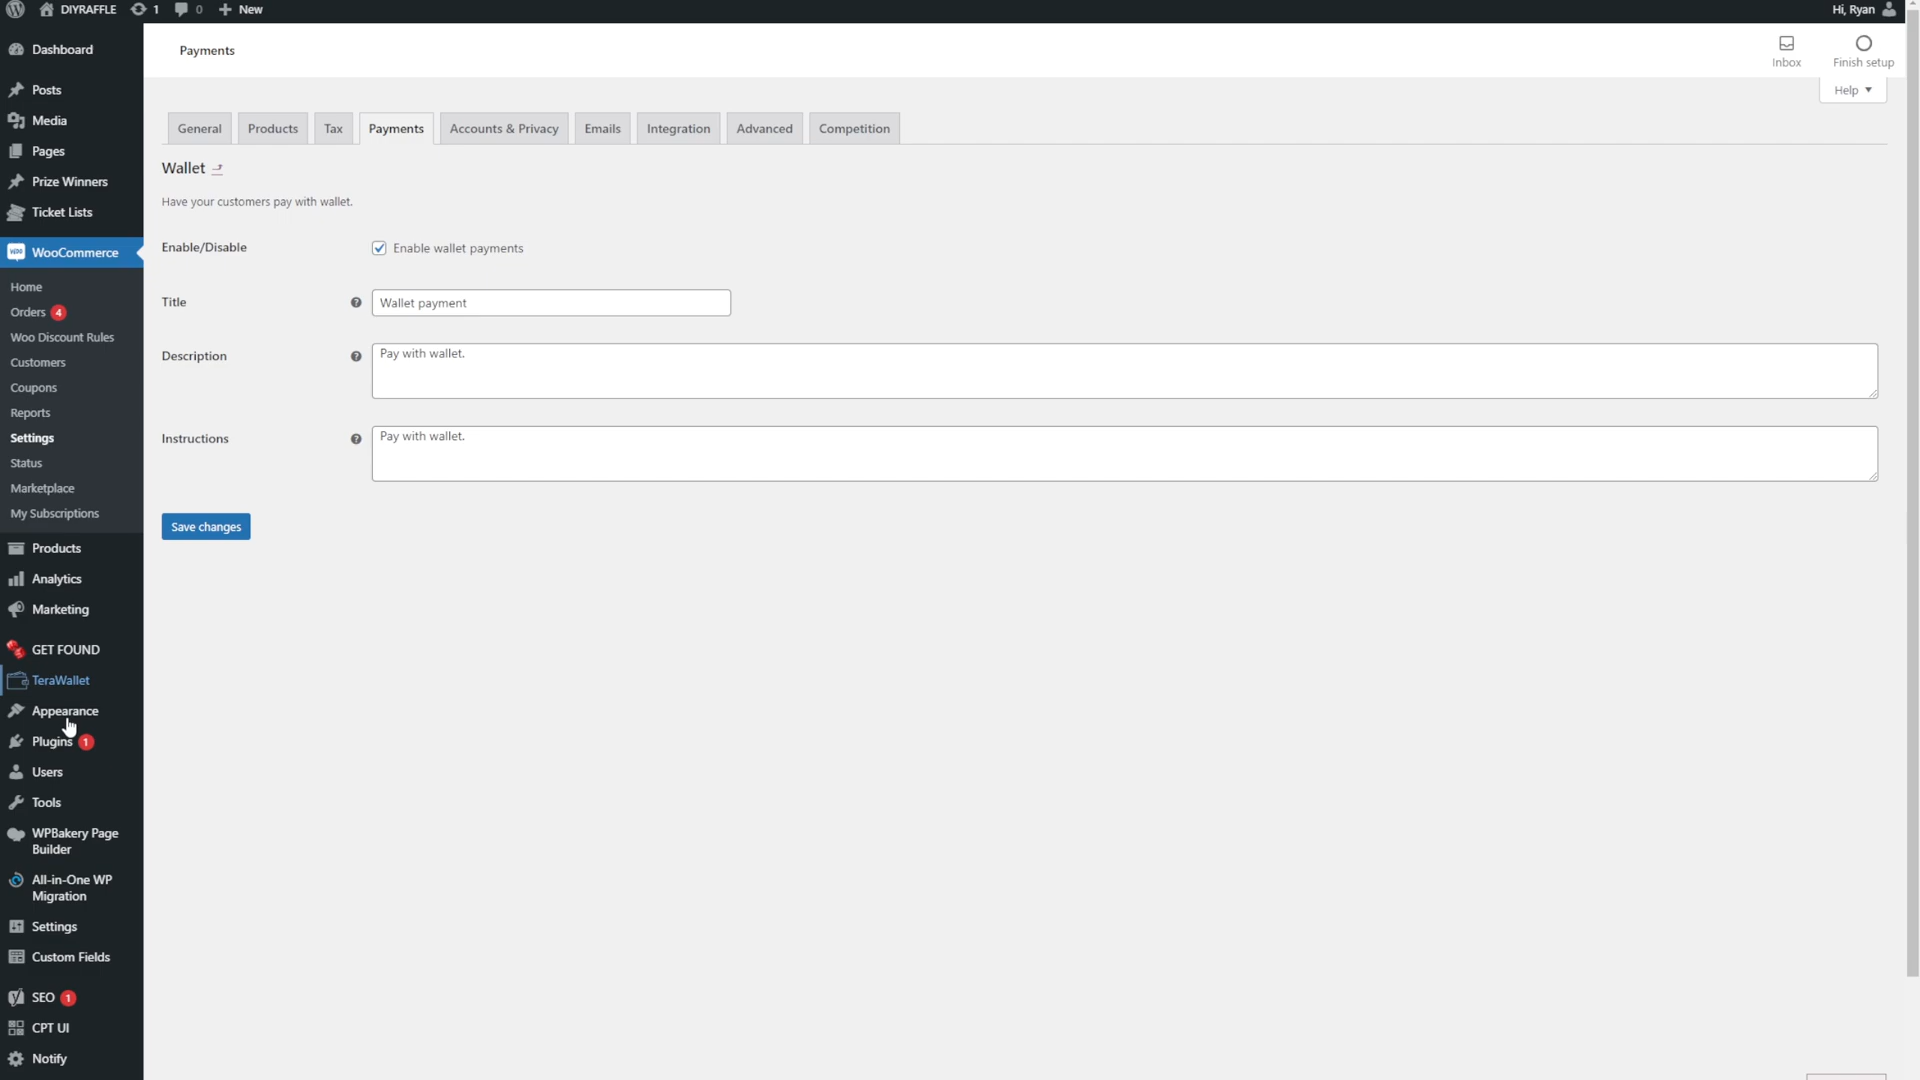 DIYRAFFLE 1 0 New Hi, Ryan
Dashboard
Posts
Media
Pages
Prize Winners
Ticket Lists
WooCommerce
Home
Orders 4
Woo Discount Rules
Customers
Coupons
Reports
Settings
Status
Marketplace
My Subscriptions
Products
Analytics
Marketing
GET FOUND
TeraWallet
Appearance
Plugins 1
Users
Tools
WPBakery Page
Builder
All-in-One WP
Migration
Settings
Custom Fields
SEO 1
CPT UI
Notify
Payments
Inbox
Finish setup
Help
General Products Tax Payments Accounts & Privacy Emails Integration Advanced Competition
Wallet
Have your customers pay with wallet.
Enable/Disable Enable wallet payments
Title Wallet payment
Description Pay with wallet.
Instructions Pay with wallet.
Save changes